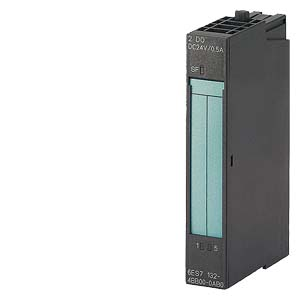 2 DO
DC24V/0,5A
SF
1 5
6ES7 132-
4BB00-0AB0